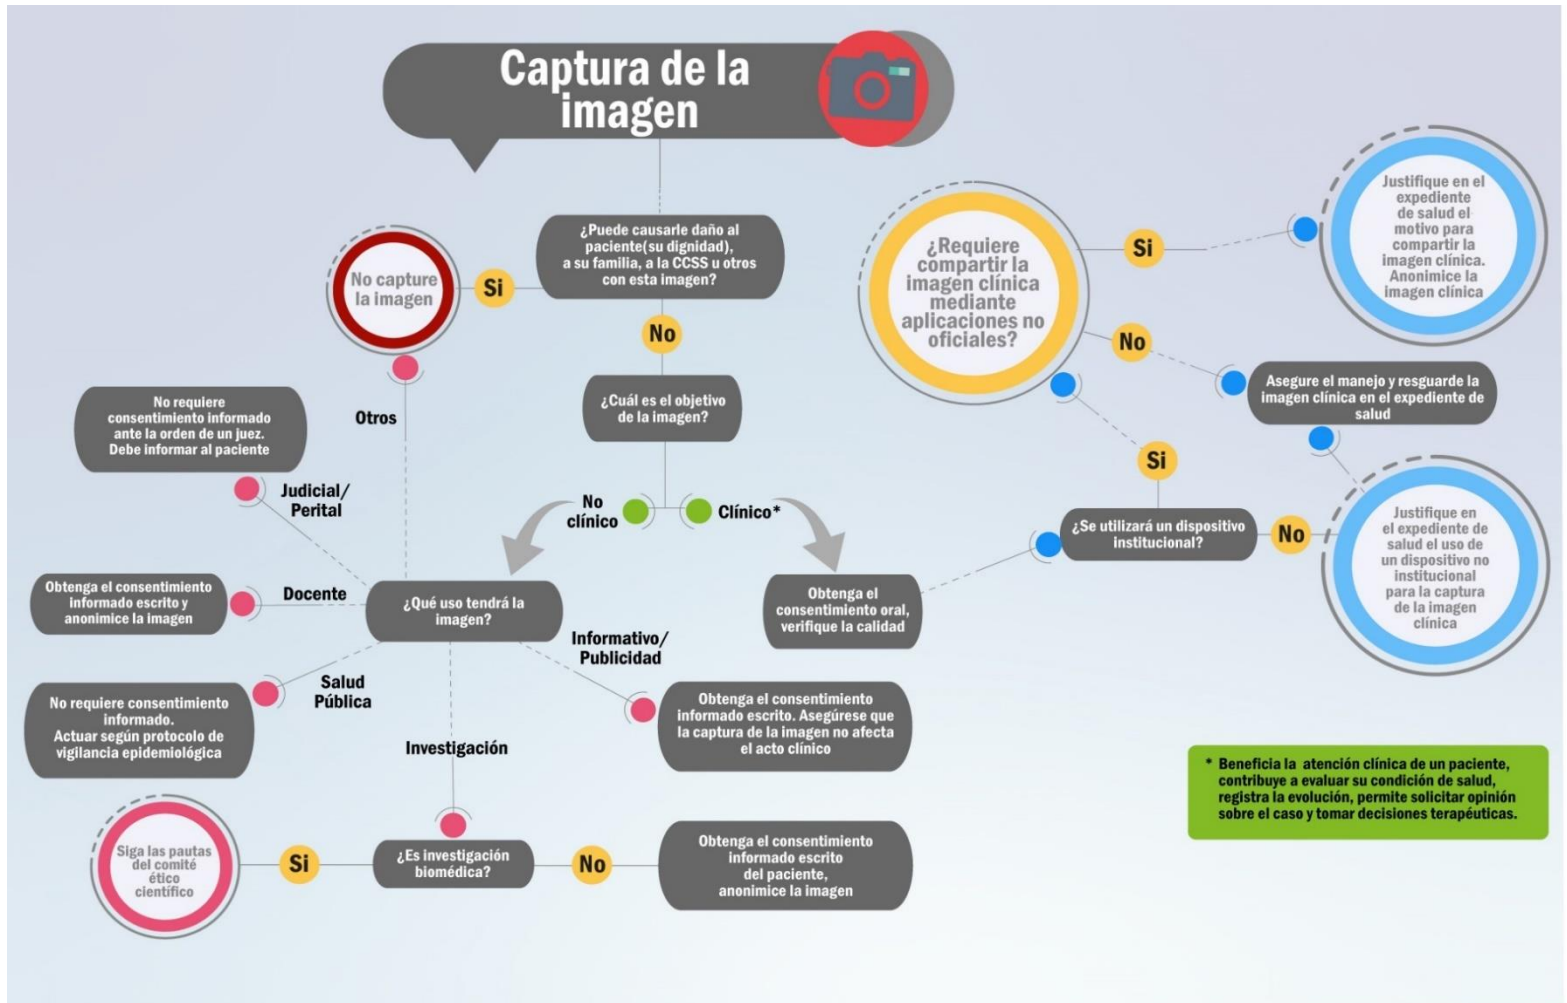 Captura de la
imagen
¿Puede causarle daño al
paciente(su dignidad),
a su familia, a la CCSS u otros
con esta imagen?
Si
No capture
la imagen
No
¿Cuál es el objetivo
de la imagen?
No
clínico
Clínico*
¿Qué uso tendrá la
imagen?
Otros
Judicial/
Perital
No requiere
consentimiento informado
ante la orden de un juez.
Debe informar al paciente
Docente
Obtenga el consentimiento
informado escrito y
anonimice la imagen
Salud
Pública
No requiere consentimiento
informado.
Actuar según protocolo de
vigilancia epidemiológica
Investigación
¿Es investigación
biomédica?
Si
Siga las pautas
del comité
ético
científico
No
Obtenga el consentimiento
informado escrito
del paciente,
anonimice la imagen
Informativo/
Publicidad
Obtenga el consentimiento
informado escrito. Asegúrese que
la captura de la imagen no afecta
el acto clínico
Obtenga el
consentimiento oral,
verifique la calidad
¿Se utilizará un dispositivo
institucional?
Si
¿Requiere
compartir la
imagen clínica
mediante
aplicaciones no
oficiales?
Si
Justifique en el
expediente
de salud el
motivo para
compartir la
imagen clínica.
Anonimice la
imagen clínica
No
Asegure el manejo y resguarde la
imagen clínica en el expediente de
salud
No
Justifique en
el expediente de
salud el uso de
un dispositivo no
institucional
para la captura
de la imagen
clínica
* Beneficia la atención clínica de un paciente,
contribuye a evaluar su condición de salud,
registra la evolución, permite solicitar opinión
sobre el caso y tomar decisiones terapéuticas.